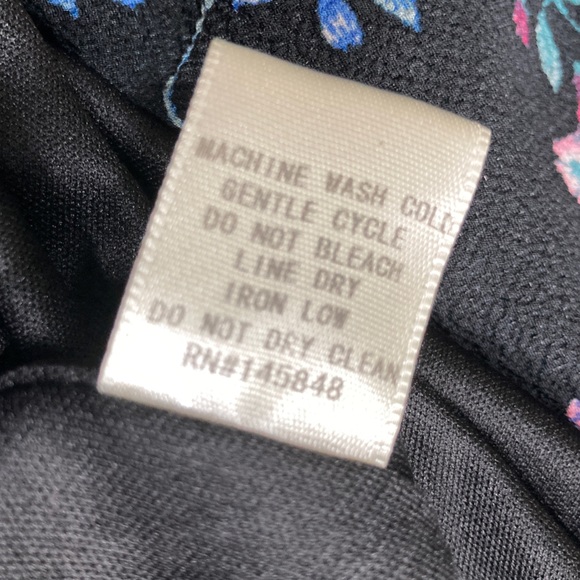 MACHINE WASH COLD
GENTLE CYCLE
DO NOT BLEACH
LINE DRY
IRON LOW
DO NOT DRY CLEAN
RN#145848